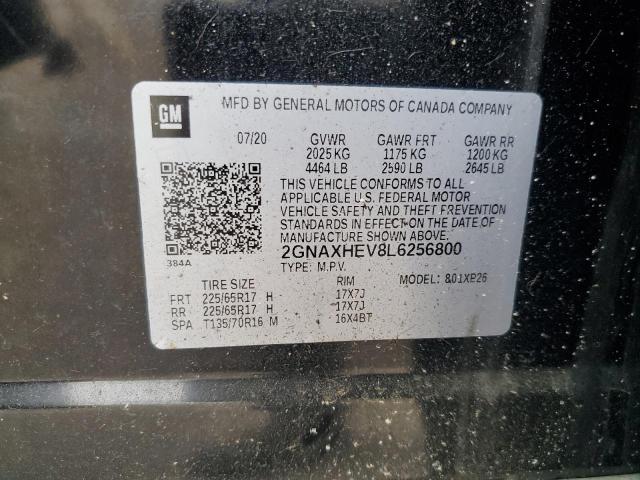 GM
MFD BY GENERAL MOTORS OF CANADA COMPANY
07/20 GVWR GAWR FRT GAWR RR
2025 KG 1175 KG 1200 KG
4464 LB 2590 LB 2645 LB
THIS VEHICLE CONFORMS TO ALL
APPLICABLE U.S. FEDERAL MOTOR
VEHICLE SAFETY AND THEFT PREVENTION
STANDARDS IN EFFECT ON THE DATE OF
MANUFACTURE SHOWN ABOVE.
2GNAXHEV8L6256800
384A
TYPE: M.P.V. MODEL:
TIRE SIZE RIM
FRT 225/65R17 H 17X7J
RR 225/65R17 H 17X7J
SPA T135/70R16 M 16X4BT